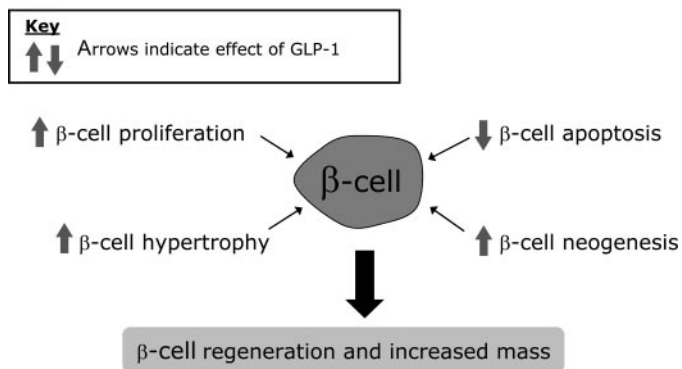 Key
Arrows indicate effect of GLP-1
β-cell proliferation
β-cell apoptosis
β-cell
β-cell hypertrophy
β-cell neogenesis
β-cell regeneration and increased mass